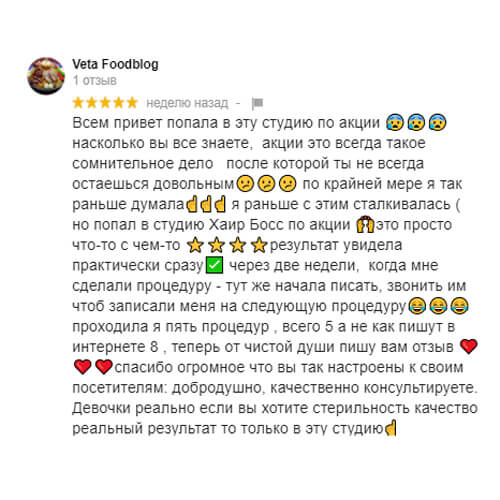 Veta Foodblog
1 отзыв
★★★★★ неделю назад -
Всем привет попала в эту студию по акции 😰😰😰
насколько вы все знаете, акции это всегда такое
сомнительное дело после которой ты не всегда
остаешься довольным😕😕😕 по крайней мере я так
раньше думала☝☝☝ я раньше с этим сталкивалась (
но попал в студию Хаир Босс по акции 🙆это просто
что-то с чем-то ⭐⭐⭐⭐результат увидела
практически сразу✅ через две недели, когда мне
сделали процедуру - тут же начала писать, звонить им
чтоб записали меня на следующую процедуру😂😂😂
проходила я пять процедур , всего 5 а не как пишут в
интернете 8 , теперь от чистой души пишу вам отзыв ❤
❤❤спасибо огромное что вы так настроены к своим
посетителям: добродушно, качественно консультируете.
Девочки реально если вы хотите стерильность качество
реальный результат то только в эту студию☝